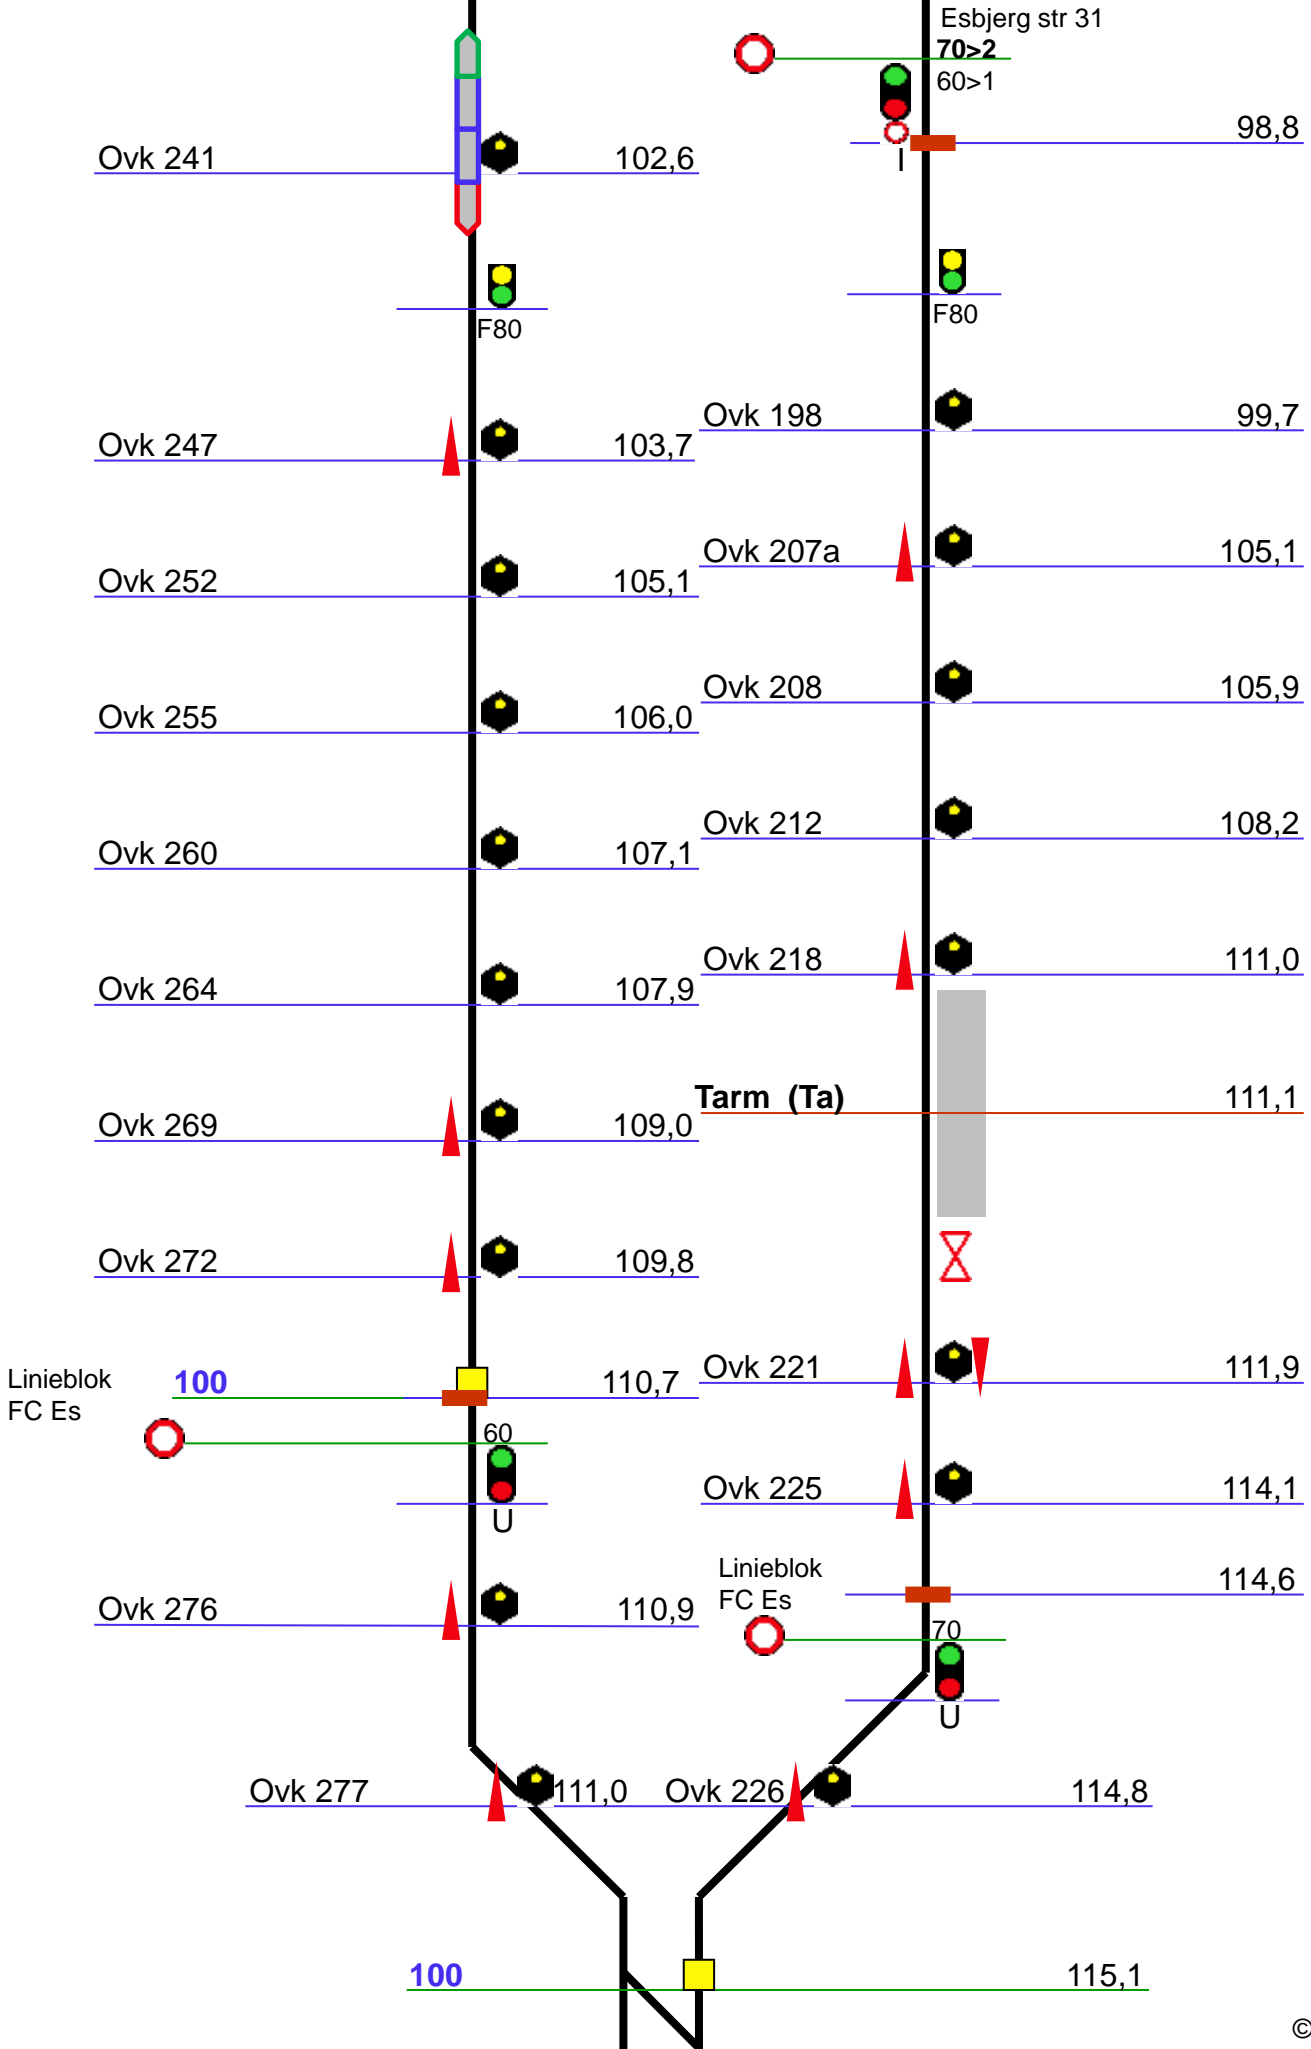 Esbjerg str 31
70>2
60>1
98,8
I
Ovk 241 102,6
F80
F80
Ovk 198 99,7
Ovk 247 103,7
Ovk 207a 105,1
Ovk 252 105,1
Ovk 208 105,9
Ovk 255 106,0
Ovk 212 108,2
Ovk 260 107,1
Ovk 218 111,0
Ovk 264 107,9
Tarm (Ta) 111,1
Ovk 269 109,0
Ovk 272 109,8
Ovk 221 111,9
Linieblok
FC Es
100 110,7
60
U
Ovk 225 114,1
Linieblok
FC Es
114,6
70
U
Ovk 276 110,9
Ovk 277 111,0
Ovk 226 114,8
100 115,1
©